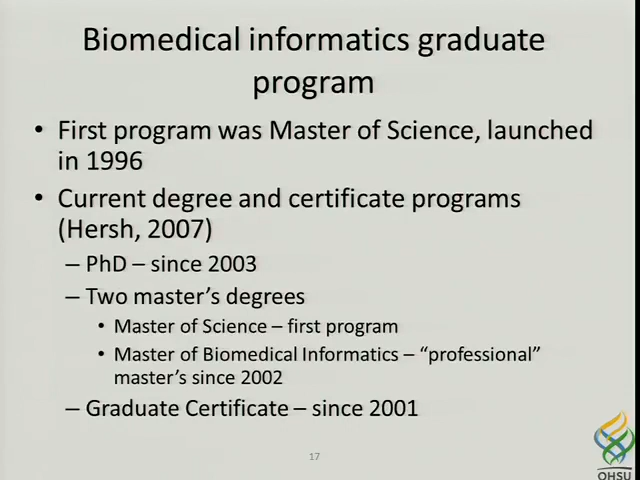 Biomedical informatics graduate
program
• First program was Master of Science, launched
in 1996
• Current degree and certificate programs
(Hersh, 2007)
– PhD – since 2003
– Two master's degrees
• Master of Science – first program
• Master of Biomedical Informatics – “professional”
master's since 2002
– Graduate Certificate – since 2001
17
OHSU